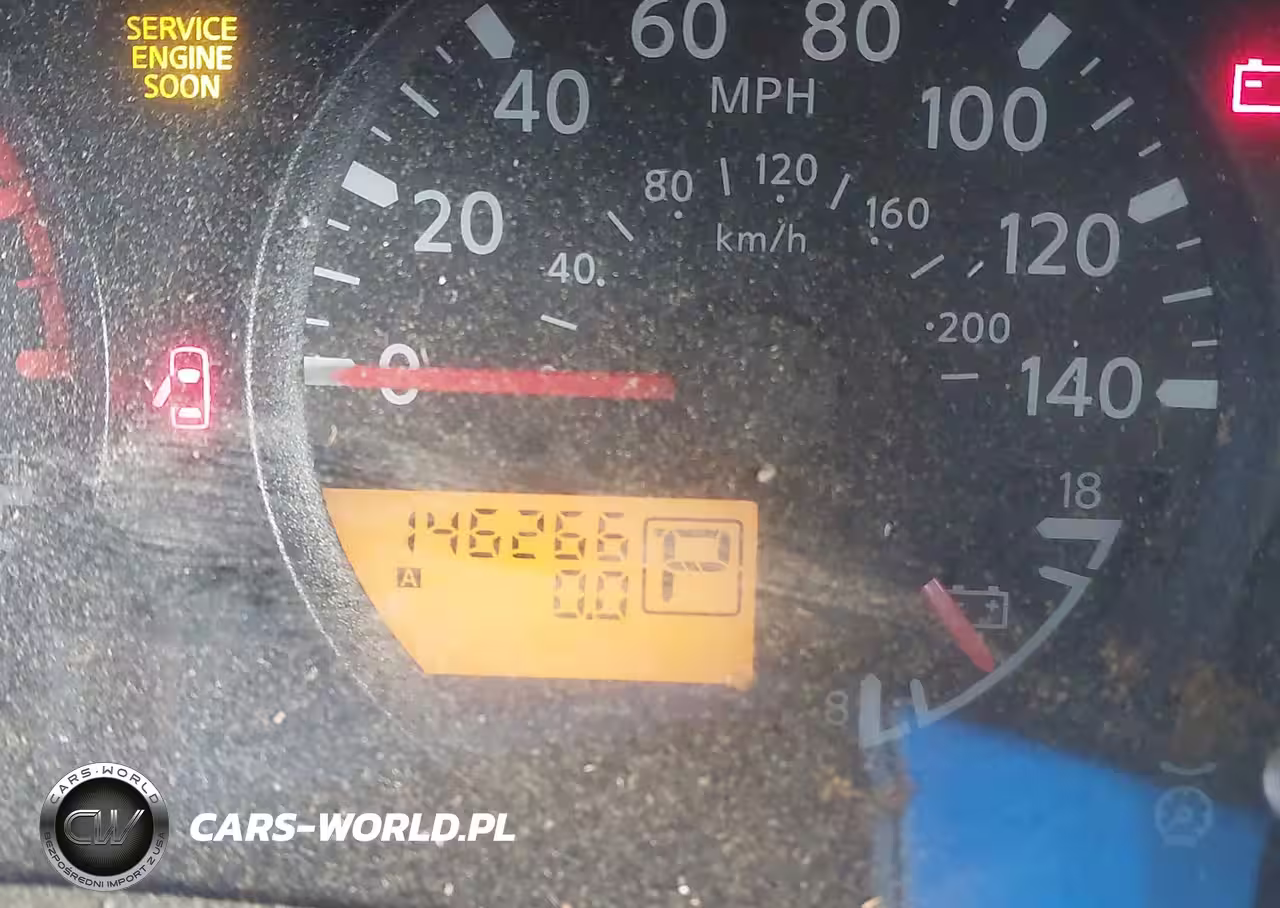 SERVICE
ENGINE
SOON
60 80
40 100
MPH
20 120
80 120 160
km/h
40 200
0 140
146266
A 0.0
P
18
8
CARS-WORLD
CW
BEZPOŚREDNI IMPORT Z USA
CARS-WORLD.PL